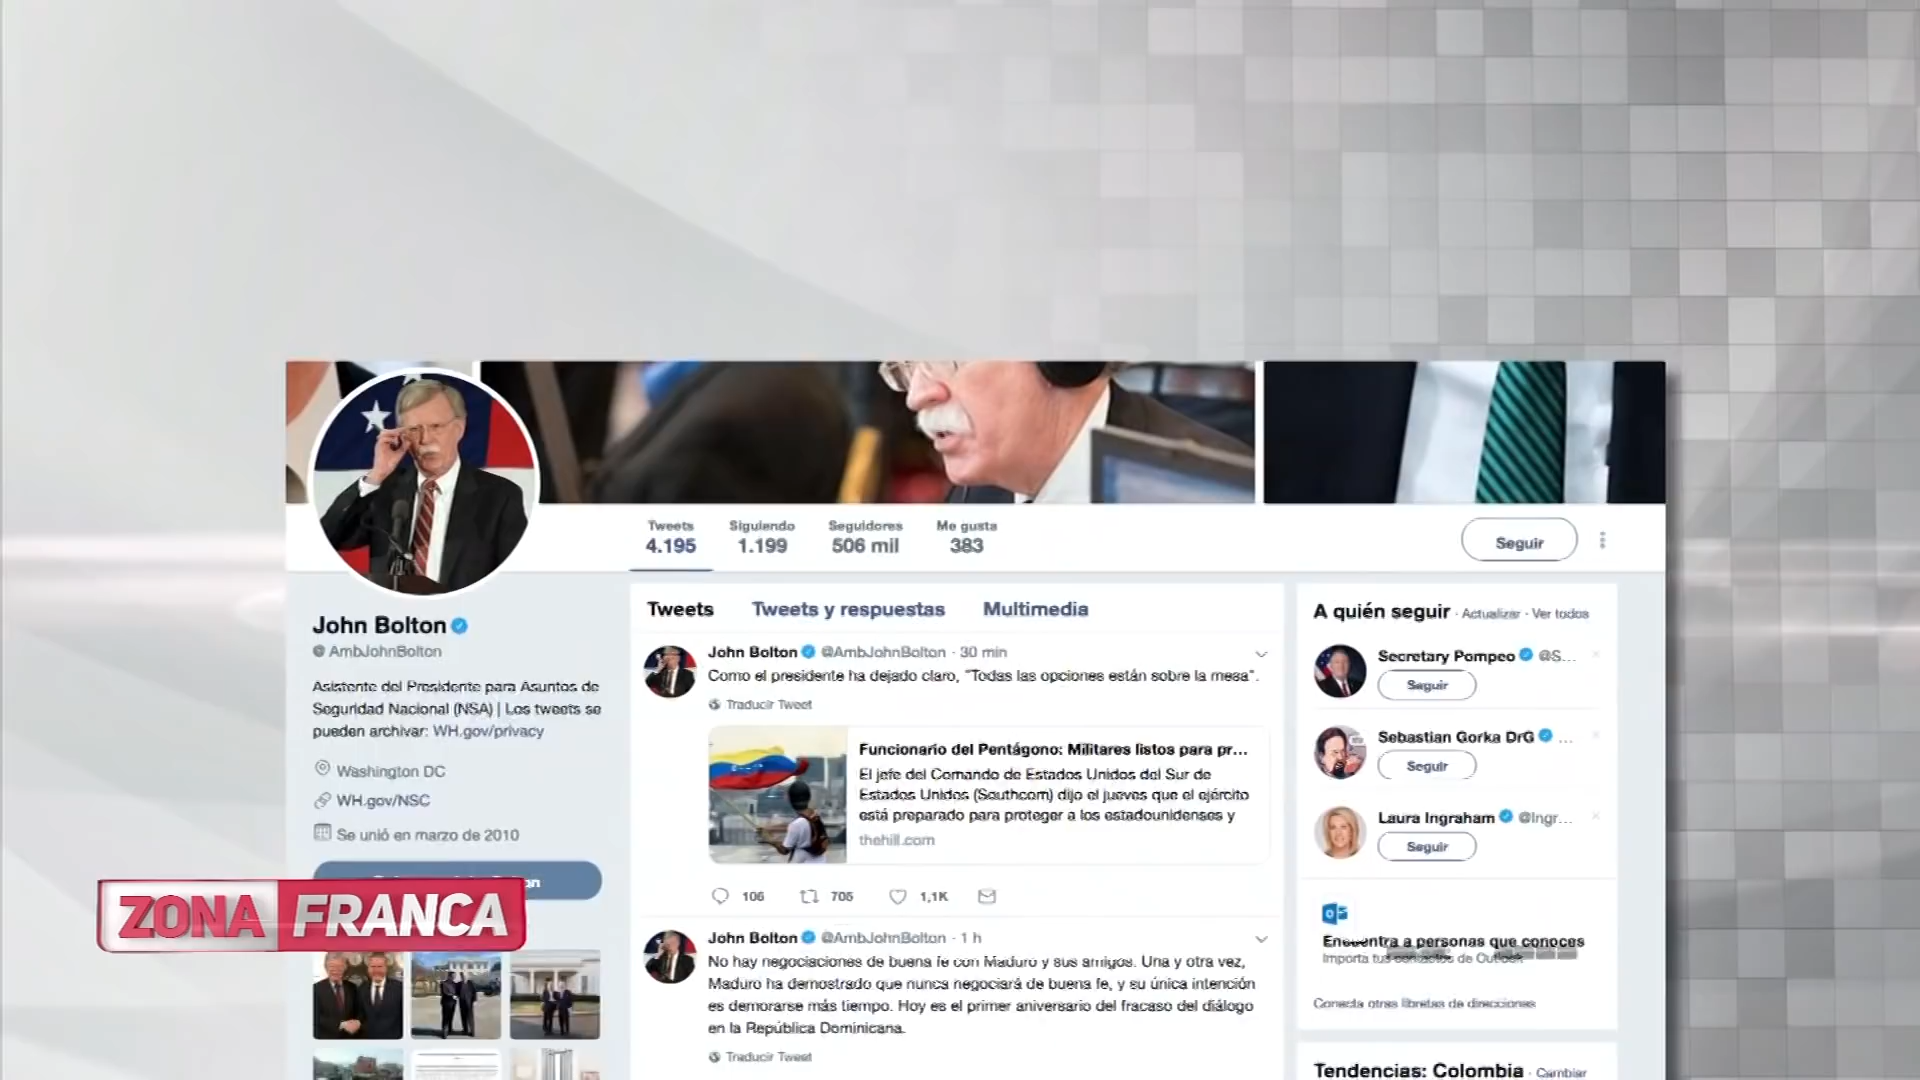 Tweets
4.195
Siguiendo
1.199
Seguidores
506 mil
Me gusta
383
Seguir
John Bolton
@AmbJohnBolton
Asistente del Presidente para Asuntos de
Seguridad Nacional (NSA) | Los tweets se
pueden archivar: WH.gov/privacy
Washington DC
WH.gov/NSC
Se unió en marzo de 2010
ZONA FRANCA
Tweets
Tweets y respuestas
Multimedia
John Bolton @AmbJohnBolton · 30 min
Como el presidente ha dejado claro, "Todas las opciones están sobre la mesa".
Traducir Tweet
Funcionario del Pentágono: Militares listos para pr...
El jefe del Comando de Estados Unidos del Sur de
Estados Unidos (Southcom) dijo el jueves que el ejército
está preparado para proteger a los estadounidenses y
thehill.com
106
705
1,1K
John Bolton @AmbJohnBolton · 1 h
No hay negociaciones de buena fe con Maduro y sus amigos. Una y otra vez,
Maduro ha demostrado que nunca negociará de buena fe, y su única intención
es demorarse más tiempo. Hoy es el primer aniversario del fracaso del diálogo
en la República Dominicana.
Traducir Tweet
A quién seguir · Actualizar · Ver todos
Secretary Pompeo @S...
Seguir
Sebastian Gorka DrG ...
Seguir
Laura Ingraham @Ingr...
Seguir
Encuentra a personas que conoces
Importa tus contactos de Outlook
Conecta otras libretas de direcciones
Tendencias: Colombia · Cambiar